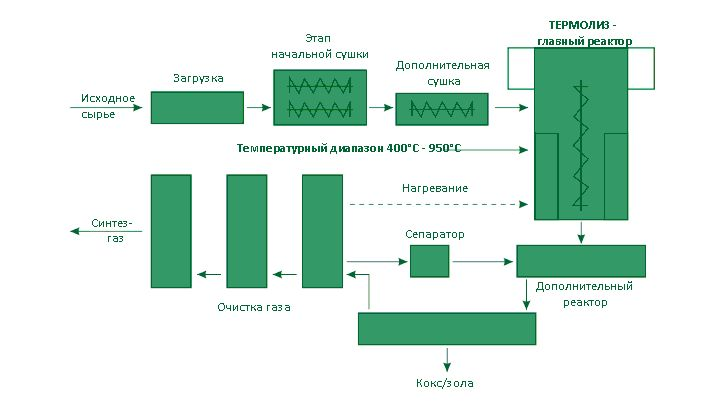 ТЕРМОЛИЗ -
главный реактор
Этап
начальной сушки
Дополнительная
сушка
Загрузка
Исходное
сырье
Температурный диапазон 400°С - 950°С
Нагревание
Синтез-
газ
Сепаратор
Дополнительный
реактор
Очистка газа
Кокс/зола